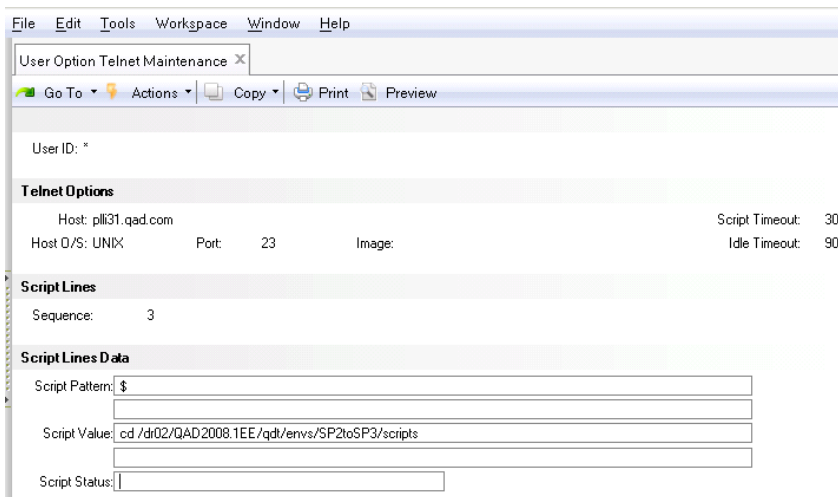 File Edit Tools Workspace Window Help
User Option Telnet Maintenance X
Go To Actions Copy Print Preview
User ID: *
Telnet Options
Host: plli31.qad.com Script Timeout: 30
Host O/S: UNIX Port: 23 Image: Idle Timeout: 90
Script Lines
Sequence: 3
Script Lines Data
Script Pattern: $
Script Value: cd /dr02/QAD2008.1EE/qdt/envs/SP2toSP3/scripts
Script Status: